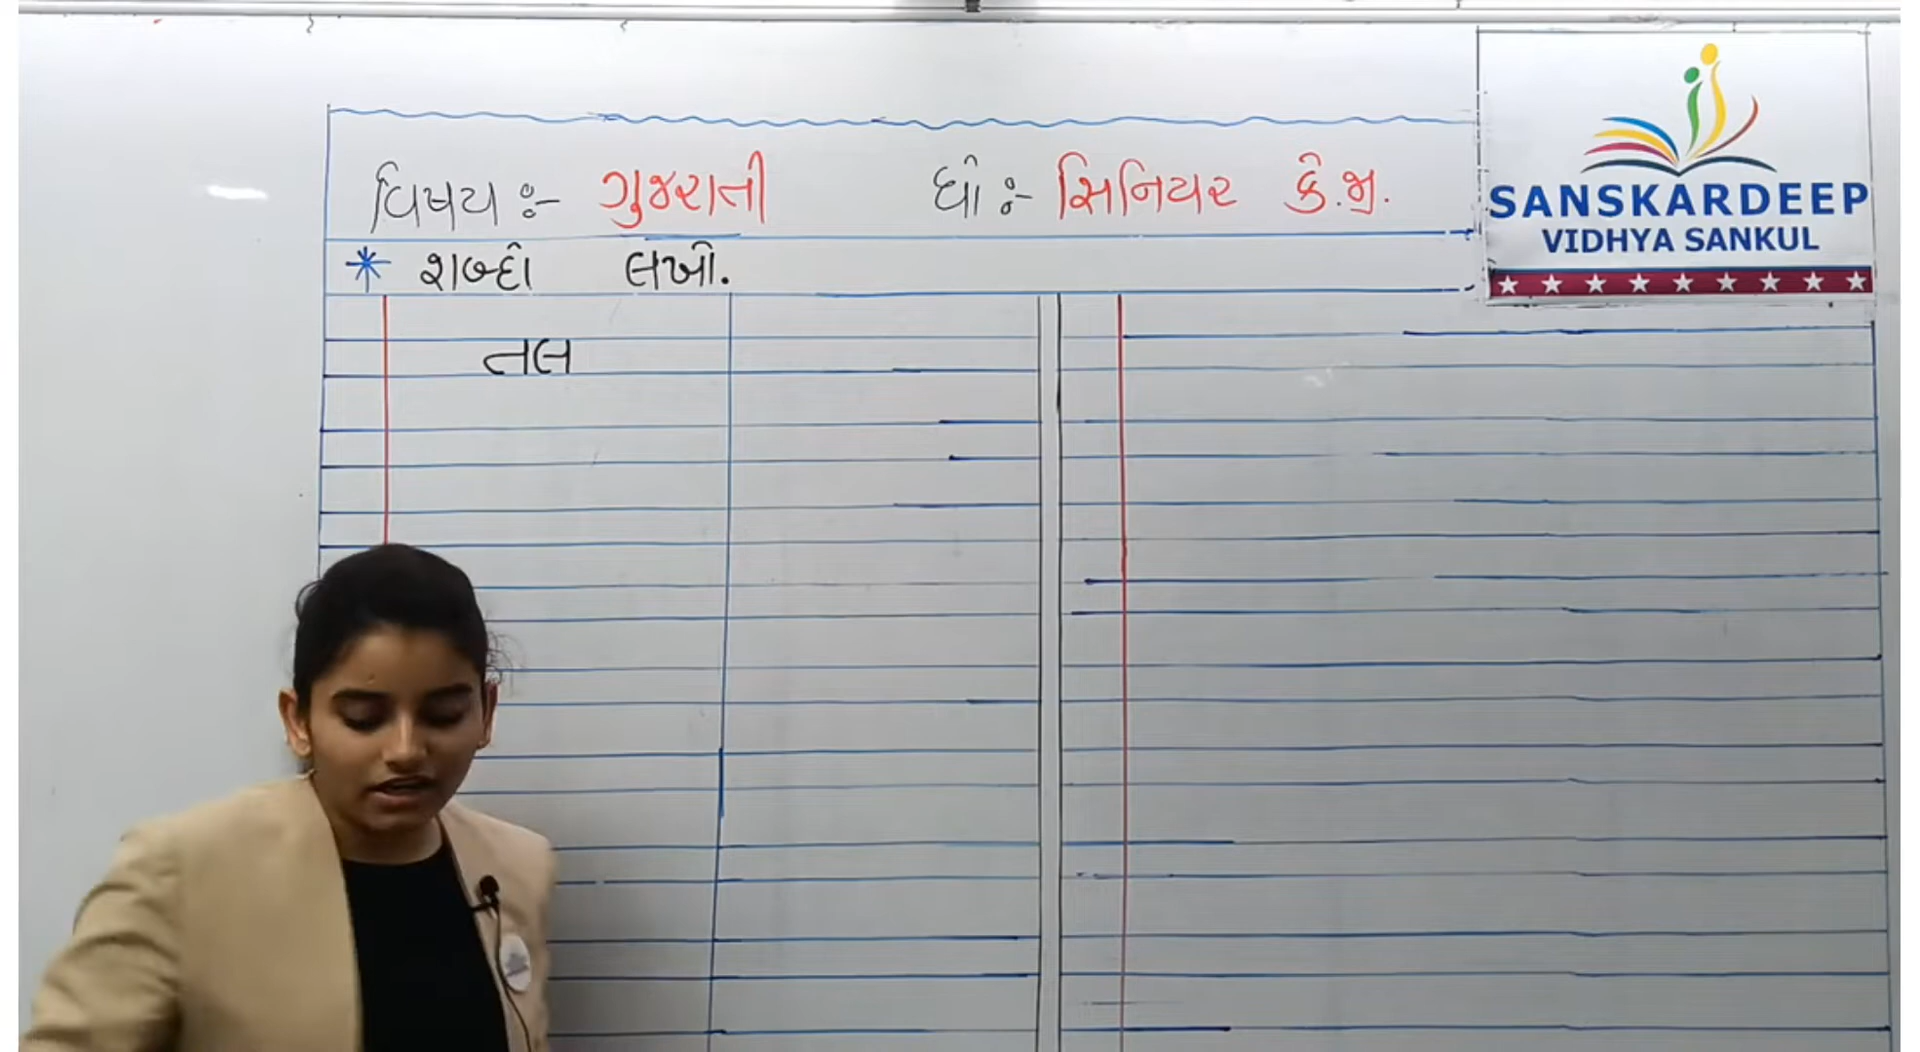 વિષય :- ગુજરાતી ધો :- સિનિયર કે.જી.
* શબ્દો લખો.
તલ
SANSKARDEEP
VIDHYA SANKUL